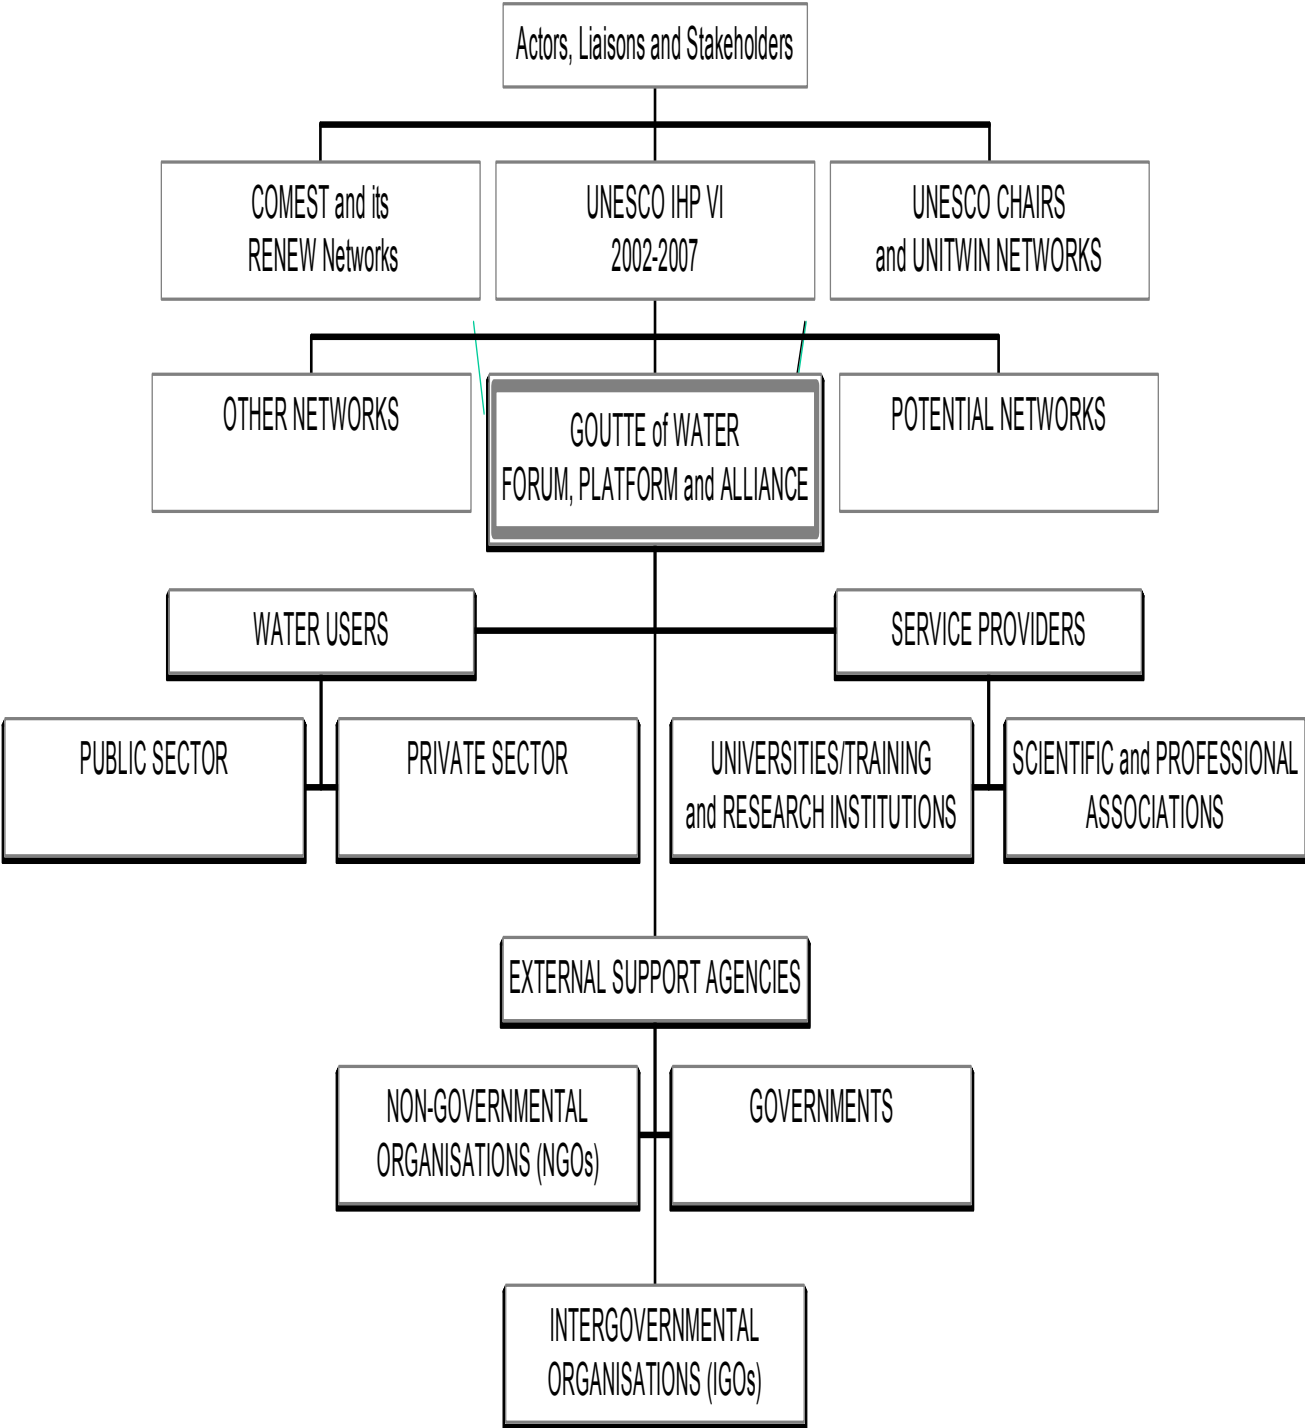 Actors, Liaisons and Stakeholders
COMEST and its
RENEW Networks
UNESCO IHP VI
2002-2007
UNESCO CHAIRS
and UNITWIN NETWORKS
OTHER NETWORKS
GOUTTE of WATER
FORUM, PLATFORM and ALLIANCE
POTENTIAL NETWORKS
WATER USERS
SERVICE PROVIDERS
PUBLIC SECTOR
PRIVATE SECTOR
UNIVERSITIES/TRAINING
and RESEARCH INSTITUTIONS
SCIENTIFIC and PROFESSIONAL
ASSOCIATIONS
EXTERNAL SUPPORT AGENCIES
NON-GOVERNMENTAL
ORGANISATIONS (NGOs)
GOVERNMENTS
INTERGOVERNMENTAL
ORGANISATIONS (IGOs)